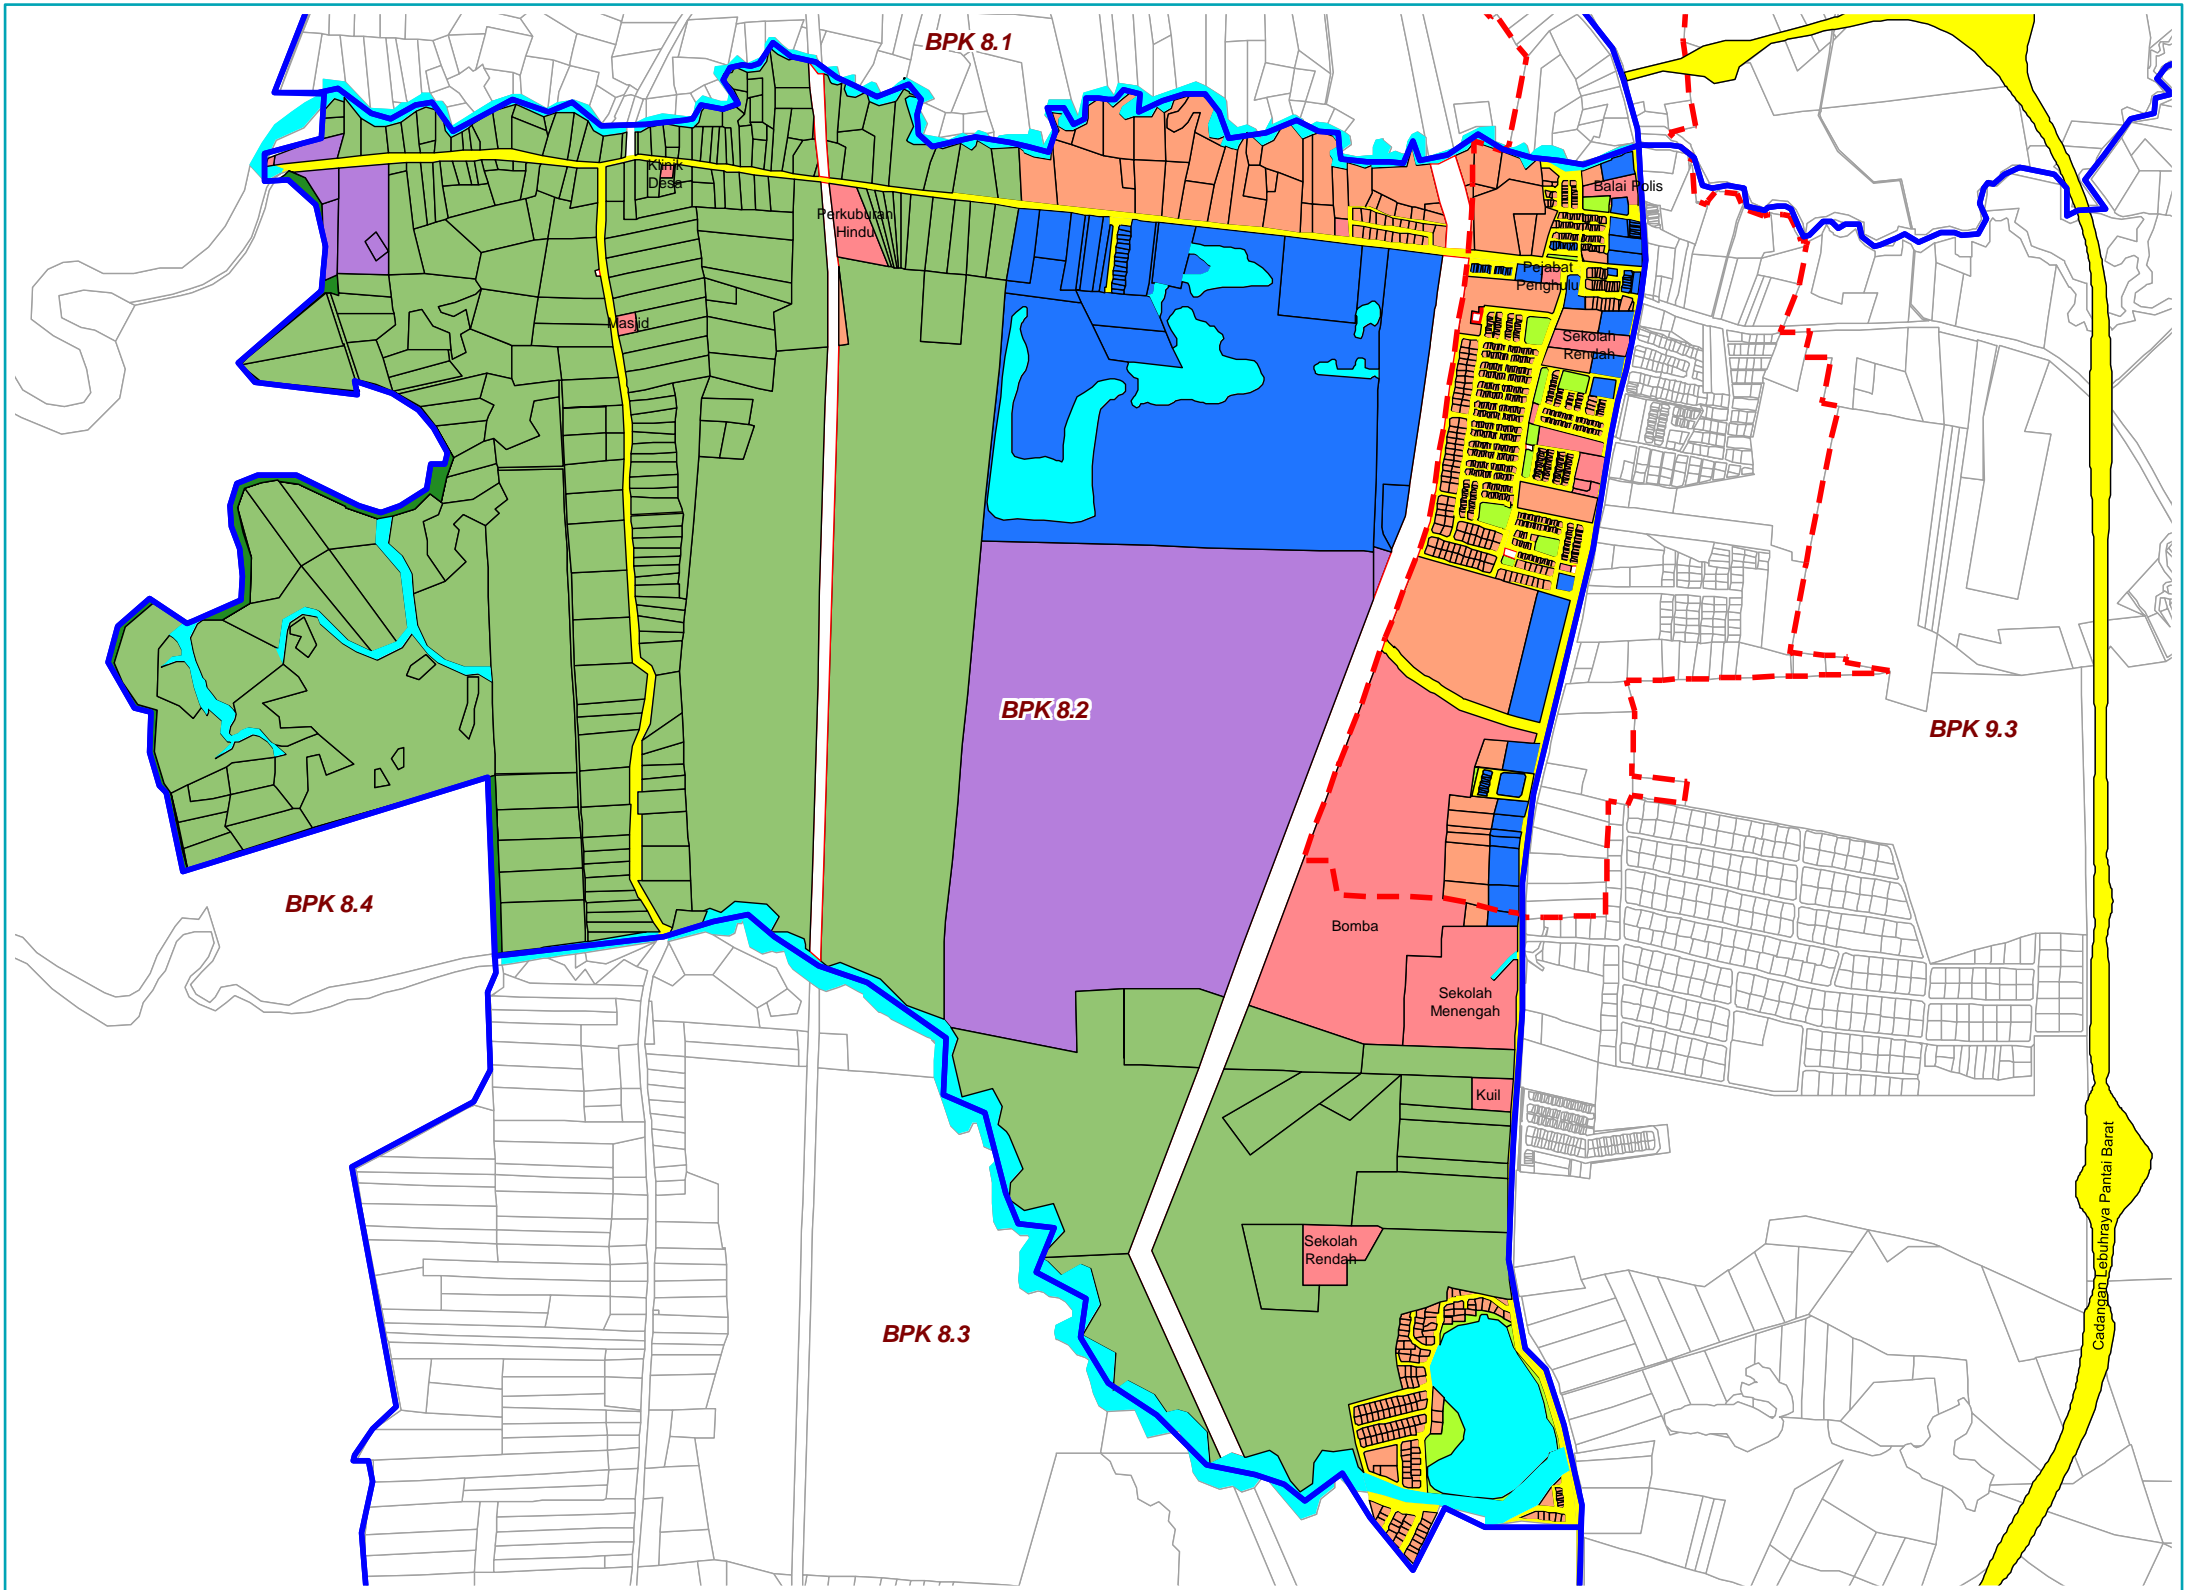 BPK 8.1
Klinik
Desa
Balai Polis
Perkuburan
Hindu
Pejabat
Penghulu
Masjid
Sekolah
Rendah
BPK 8.2
BPK 9.3
BPK 8.4
Bomba
Sekolah
Menengah
Kuil
Sekolah
Rendah
Cadangan Lebuhraya Pantai Barat
BPK 8.3